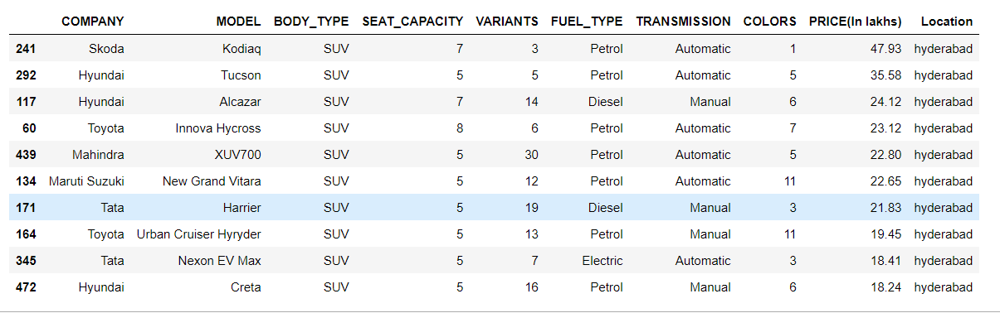 COMPANY MODEL BODY_TYPE SEAT_CAPACITY VARIANTS FUEL_TYPE TRANSMISSION COLORS PRICE(In lakhs) Location
241 Skoda Kodiaq SUV 7 3 Petrol Automatic 1 47.93 hyderabad
292 Hyundai Tucson SUV 5 5 Petrol Automatic 5 35.58 hyderabad
117 Hyundai Alcazar SUV 7 14 Diesel Manual 6 24.12 hyderabad
60 Toyota Innova Hycross SUV 8 6 Petrol Automatic 7 23.12 hyderabad
439 Mahindra XUV700 SUV 5 30 Petrol Automatic 5 22.80 hyderabad
134 Maruti Suzuki New Grand Vitara SUV 5 12 Petrol Automatic 11 22.65 hyderabad
171 Tata Harrier SUV 5 19 Diesel Manual 3 21.83 hyderabad
164 Toyota Urban Cruiser Hyryder SUV 5 13 Petrol Manual 11 19.45 hyderabad
345 Tata Nexon EV Max SUV 5 7 Electric Automatic 3 18.41 hyderabad
472 Hyundai Creta SUV 5 16 Petrol Manual 6 18.24 hyderabad